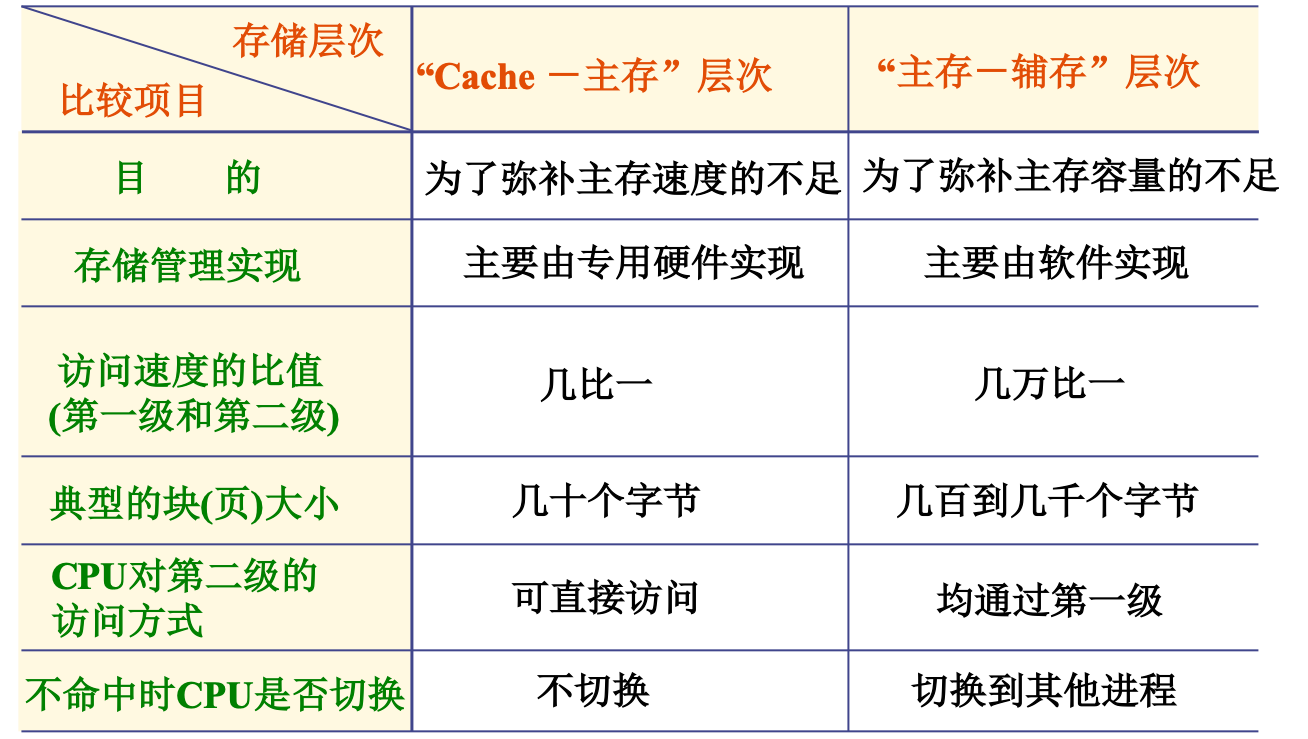 存储层次
比较项目
“Cache －主存”层次
“主存－辅存”层次
目 的
为了弥补主存速度的不足
为了弥补主存容量的不足
存储管理实现
主要由专用硬件实现
主要由软件实现
访问速度的比值
(第一级和第二级)
几比一
几万比一
典型的块(页)大小
几十个字节
几百到几千个字节
CPU对第二级的
访问方式
可直接访问
均通过第一级
不命中时CPU是否切换
不切换
切换到其他进程